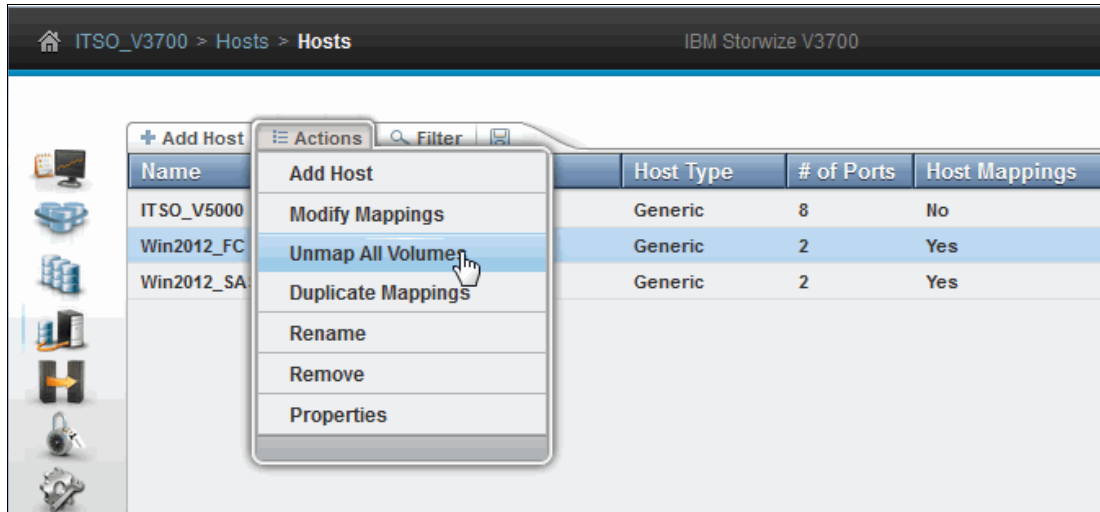 ITSO_V3700 > Hosts > Hosts IBM Storwize V3700
Add Host Actions Filter
Name Host Type # of Ports Host Mappings
ITSO_V5000 Generic 8 No
Win2012_FC Generic 2 Yes
Win2012_SA Generic 2 Yes
Add Host
Modify Mappings
Unmap All Volumes
Duplicate Mappings
Rename
Remove
Properties